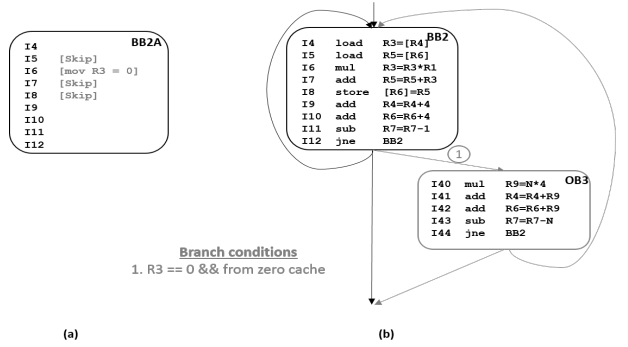 BB2A
I4
I5 [Skip]
I6 [mov R3 = 0]
I7 [Skip]
I8 [Skip]
I9
I10
I11
I12
BB2
I4 load R3=[R4]
I5 load R5=[R6]
I6 mul R3=R3*R1
I7 add R5=R5+R3
I8 store [R6]=R5
I9 add R4=R4+4
I10 add R6=R6+4
I11 sub R7=R7-1
I12 jne BB2
1
OB3
I40 mul R9=N*4
I41 add R4=R4+R9
I42 add R6=R6+R9
I43 sub R7=R7-N
I44 jne BB2
Branch conditions
1. R3 == 0 && from zero cache
(a)
(b)